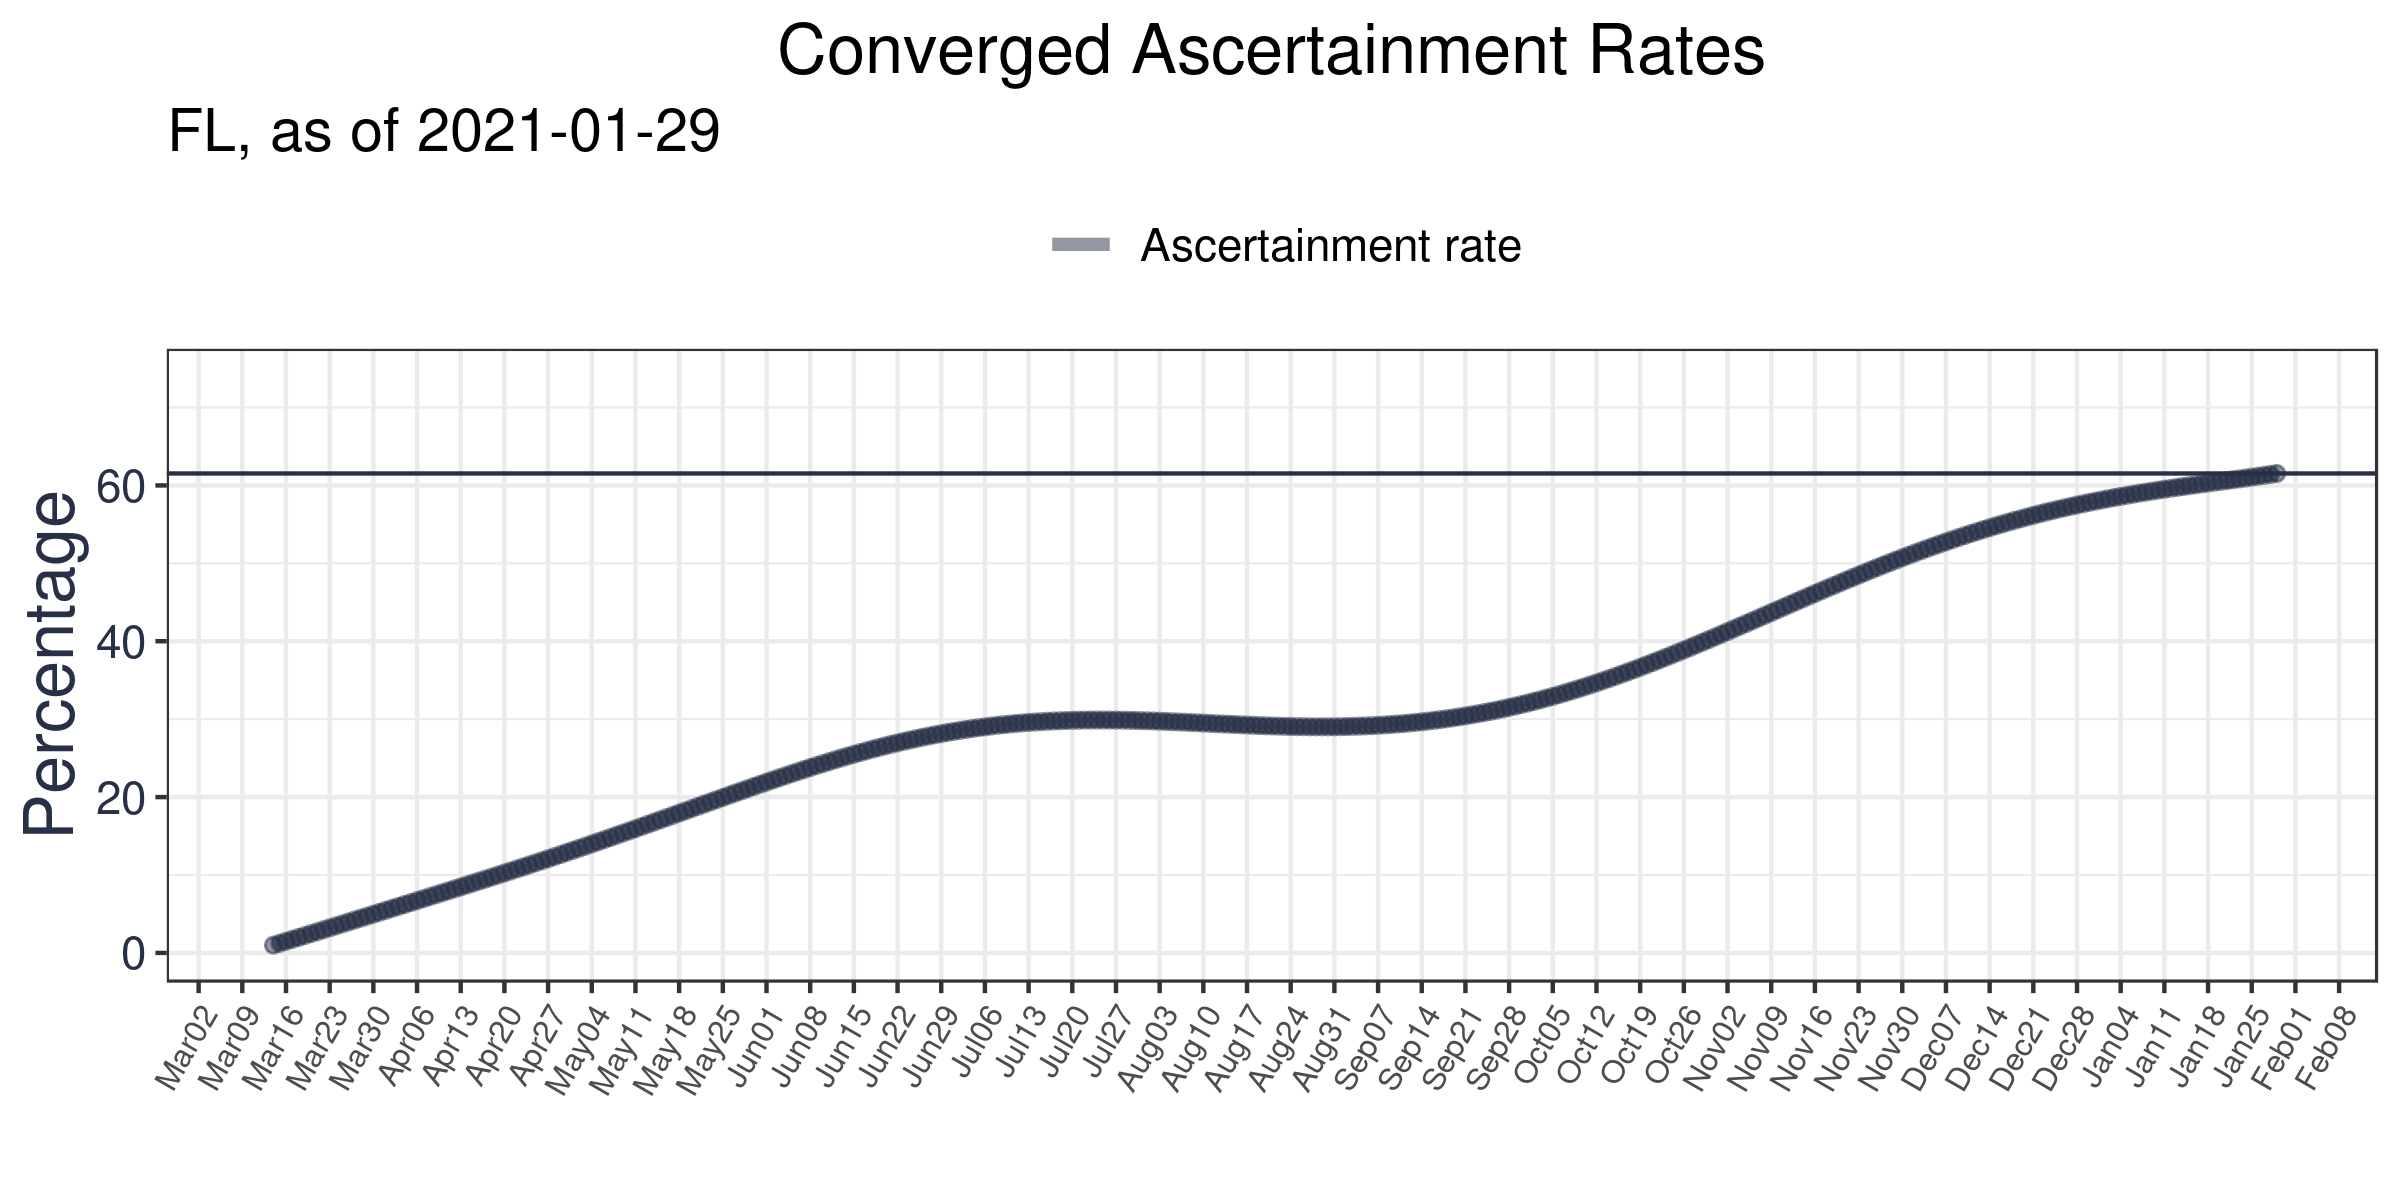 Converged Ascertainment Rates
FL, as of 2021-01-29
Ascertainment rate
Percentage
60
40
20
0
Mar02 Mar09 Mar16 Mar23 Mar30 Apr06 Apr13 Apr20 Apr27 May04 May11 May18 May25 Jun01 Jun08 Jun15 Jun22 Jun29 Jul06 Jul13 Jul20 Jul27 Aug03 Aug10 Aug17 Aug24 Aug31 Sep07 Sep14 Sep21 Sep28 Oct05 Oct12 Oct19 Oct26 Nov02 Nov09 Nov16 Nov23 Nov30 Dec07 Dec14 Dec21 Dec28 Jan04 Jan11 Jan18 Jan25 Feb01 Feb08